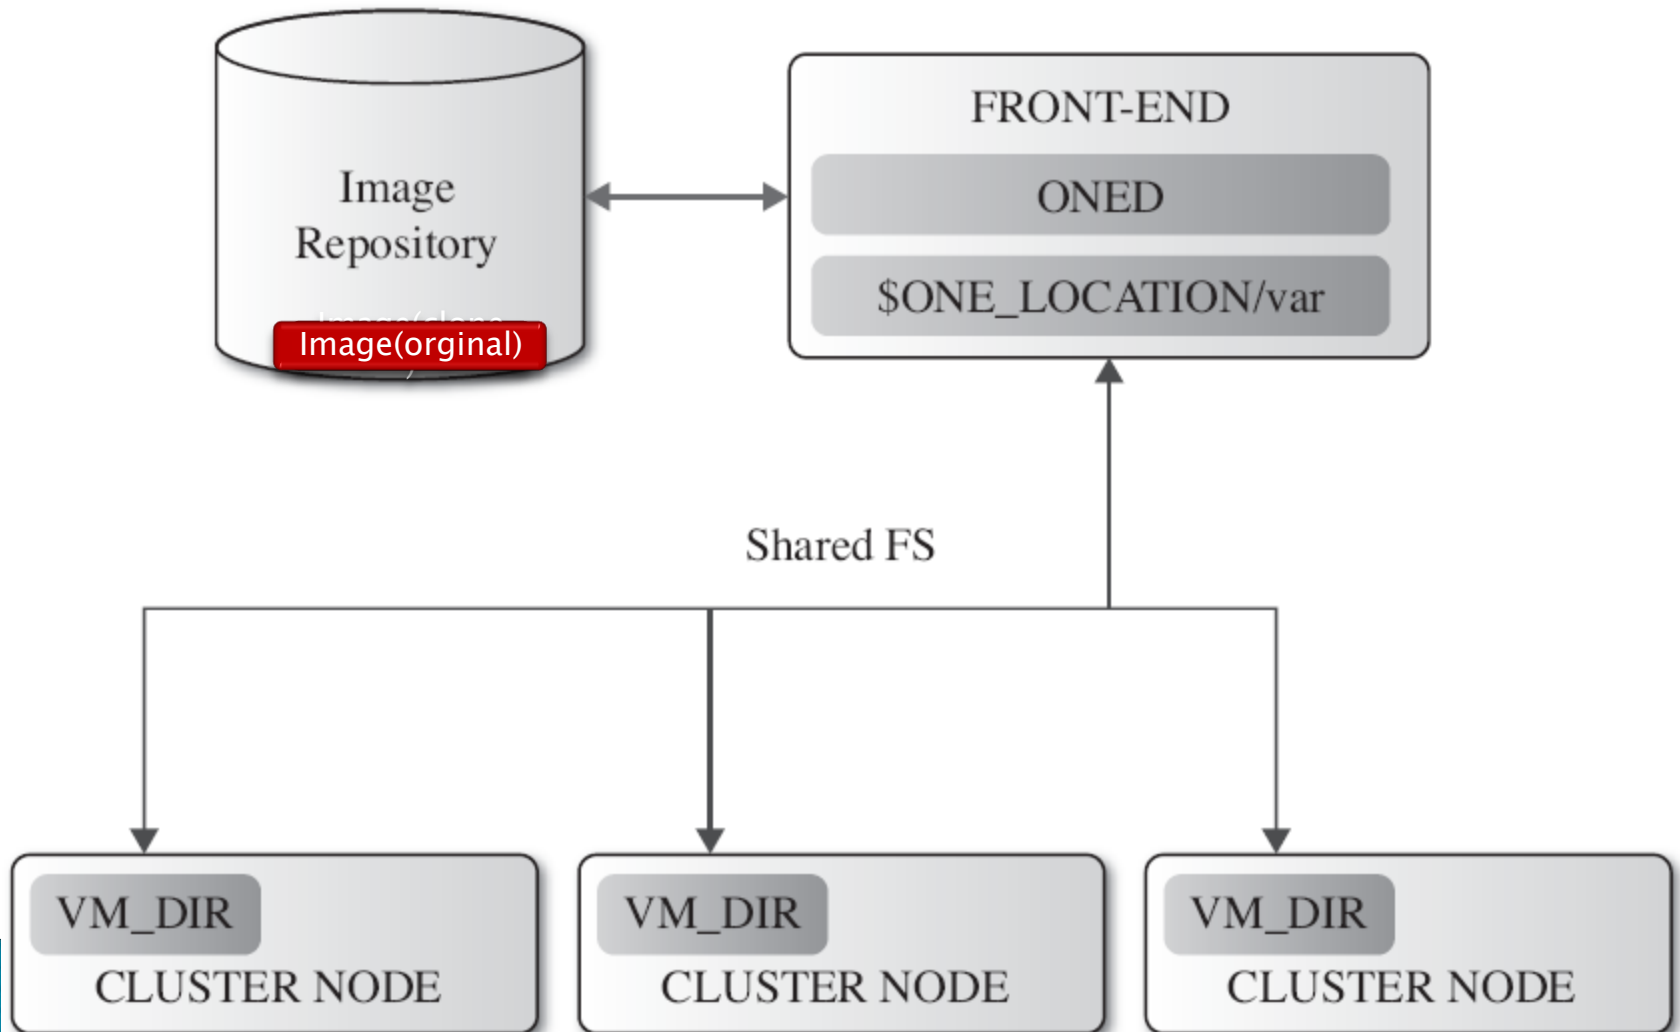 Image
Repository
Image(orginal)
FRONT-END
ONED
$ONE_LOCATION/var
Shared FS
VM_DIR
CLUSTER NODE
VM_DIR
CLUSTER NODE
VM_DIR
CLUSTER NODE